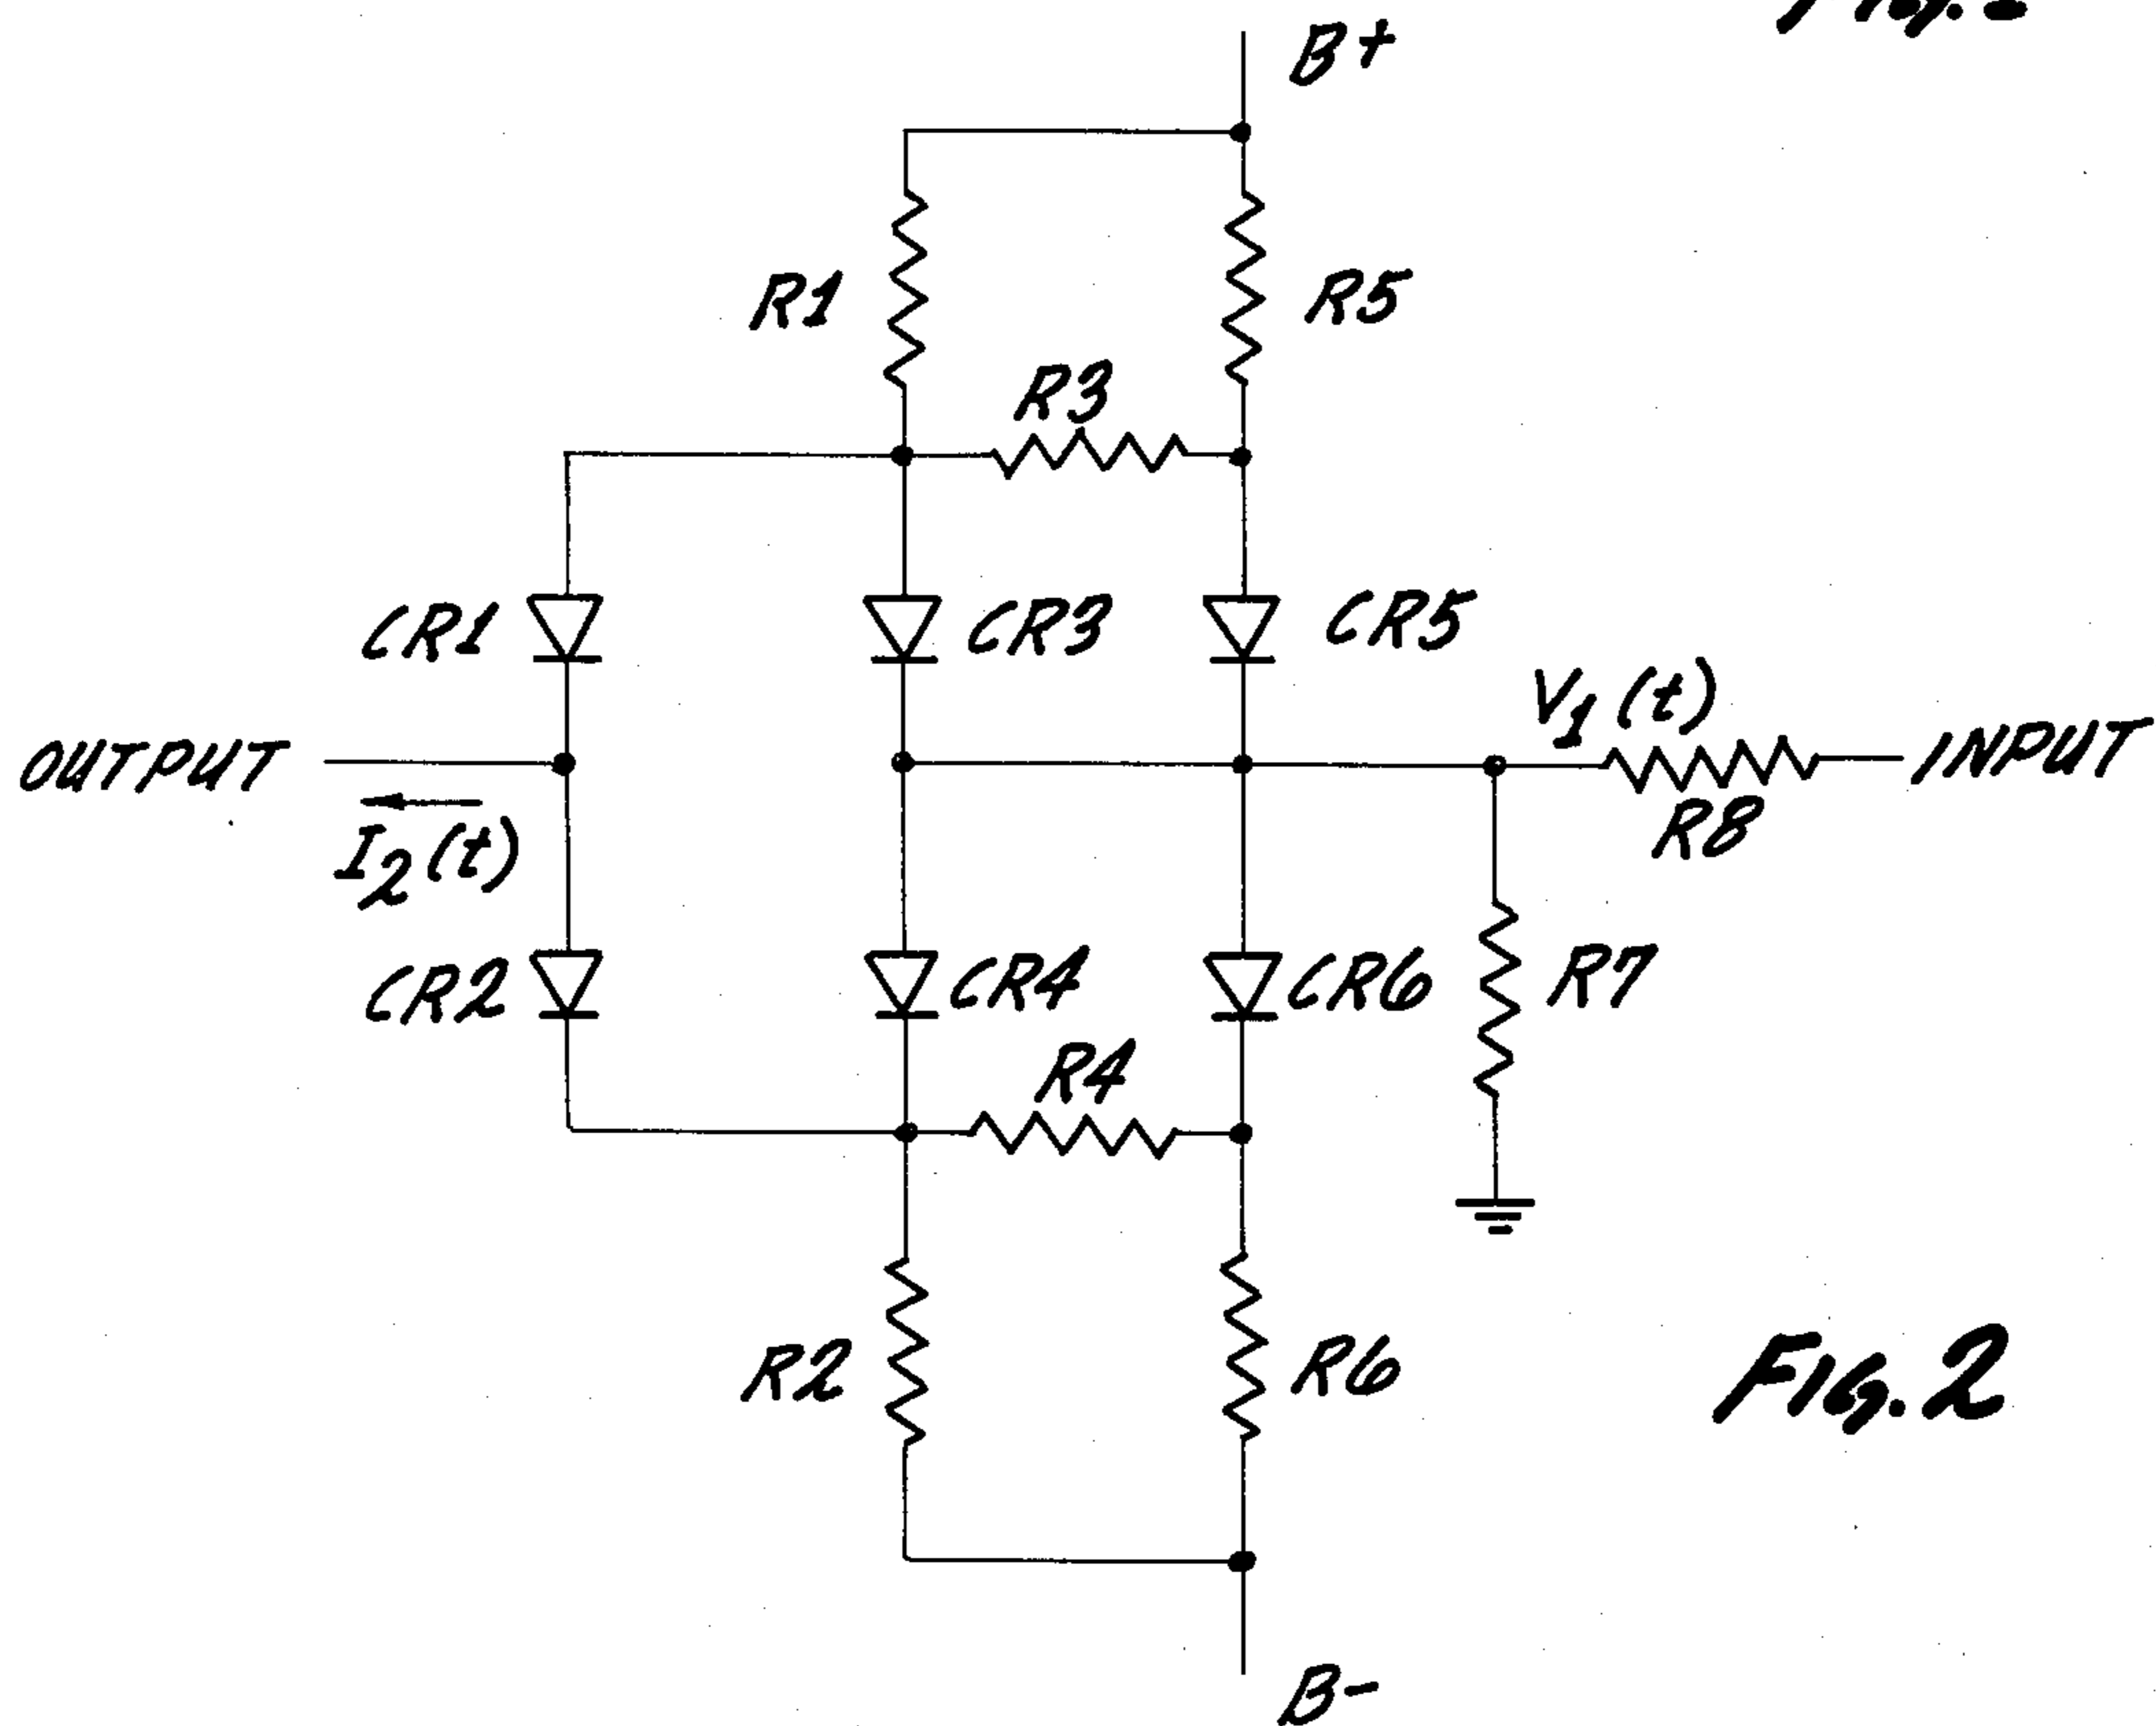 B+
R1
R5
R3
CR1
CR3
CR5
V1(t)
OUTPUT
INPUT
R8
I2(t)
CR2
CR4
CR6
R7
R4
R2
R6
FIG. 2
B-